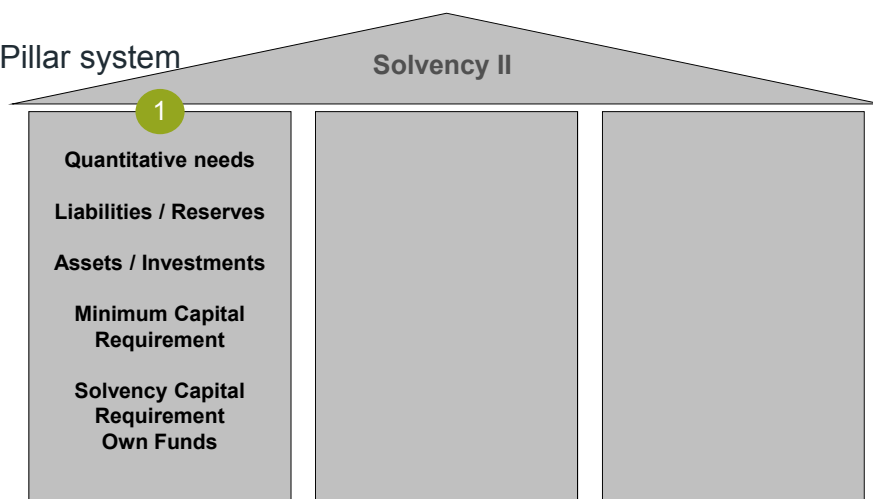 Pillar system
Solvency II
1
Quantitative needs
Liabilities / Reserves
Assets / Investments
Minimum Capital
Requirement
Solvency Capital
Requirement
Own Funds